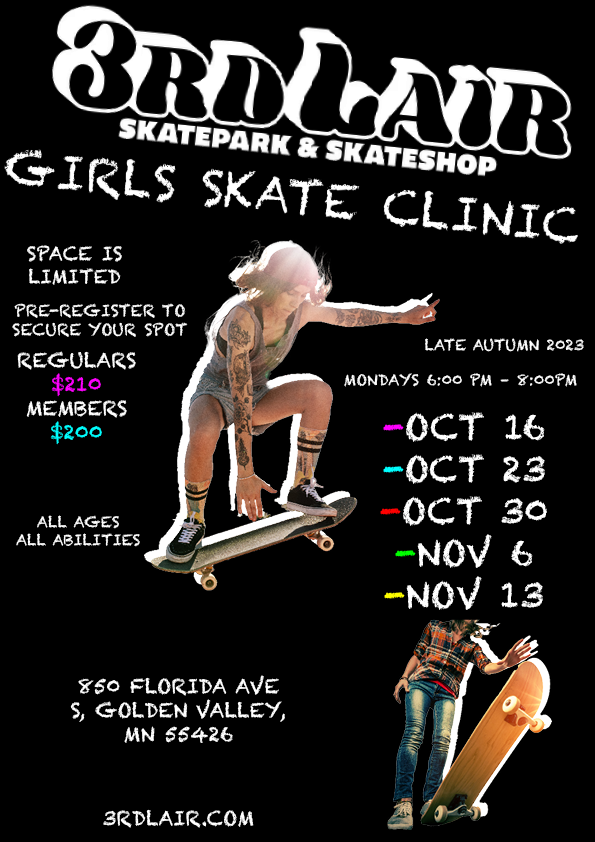 3RD LAIR
SKATEPARK & SKATESHOP
GIRLS SKATE CLINIC
SPACE IS
LIMITED
PRE-REGISTER TO
SECURE YOUR SPOT
REGULARS
$210
MEMBERS
$200
ALL AGES
ALL ABILITIES
LATE AUTUMN 2023
MONDAYS 6:00 PM - 8:00PM
-OCT 16
-OCT 23
-OCT 30
-NOV 6
-NOV 13
850 FLORIDA AVE
S, GOLDEN VALLEY,
MN 55426
3RDLAIR.COM